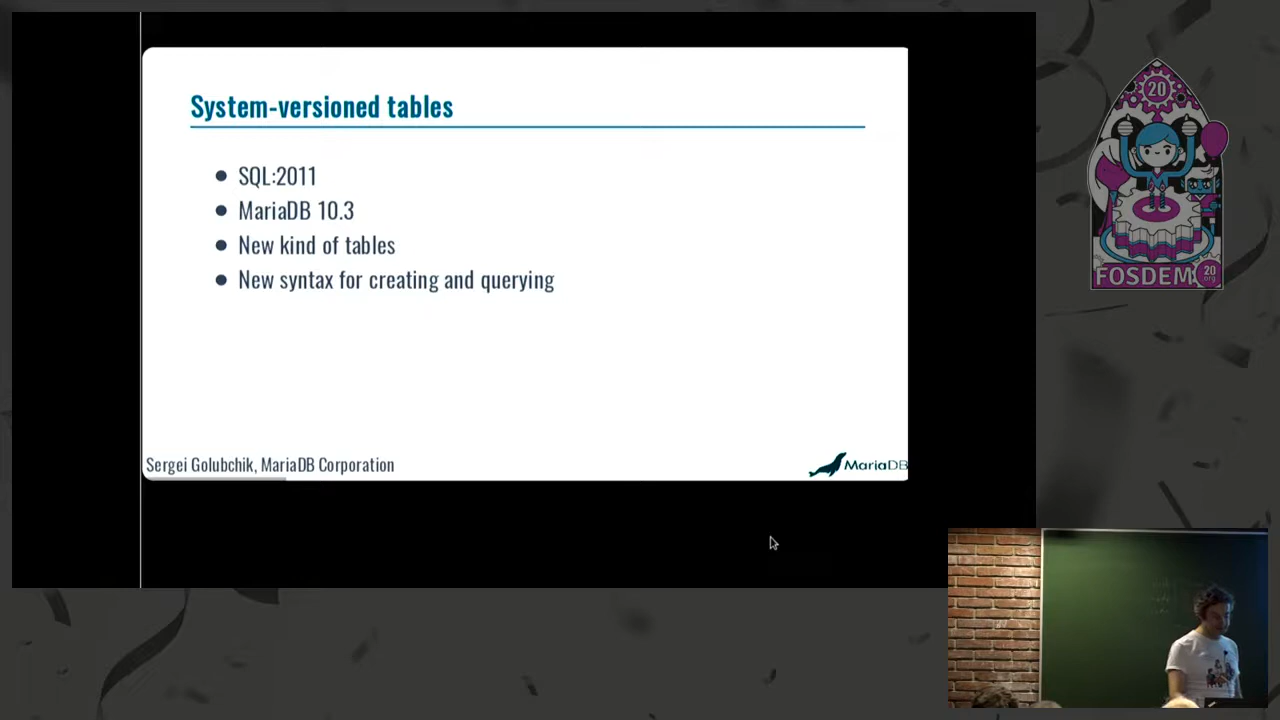 System-versioned tables
SQL:2011
MariaDB 10.3
New kind of tables
New syntax for creating and querying
Sergei Golubchik, MariaDB Corporation
MariaDB
20
FOSDEM
20
.org